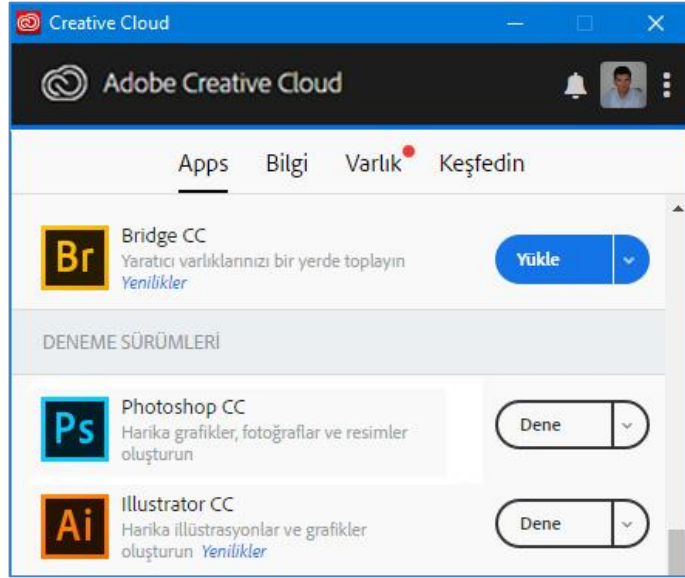 Creative Cloud
Adobe Creative Cloud
Apps Bilgi Varlık Keşfedin
Br
Bridge CC
Yaratıcı varlıklarınızı bir yerde toplayın
Yenilikler
Yükle
DENEME SÜRÜMLERİ
Ps
Photoshop CC
Harika grafikler, fotoğraflar ve resimler
oluşturun
Dene
Ai
Illustrator CC
Harika illüstrasyonlar ve grafikler
oluşturun Yenilikler
Dene